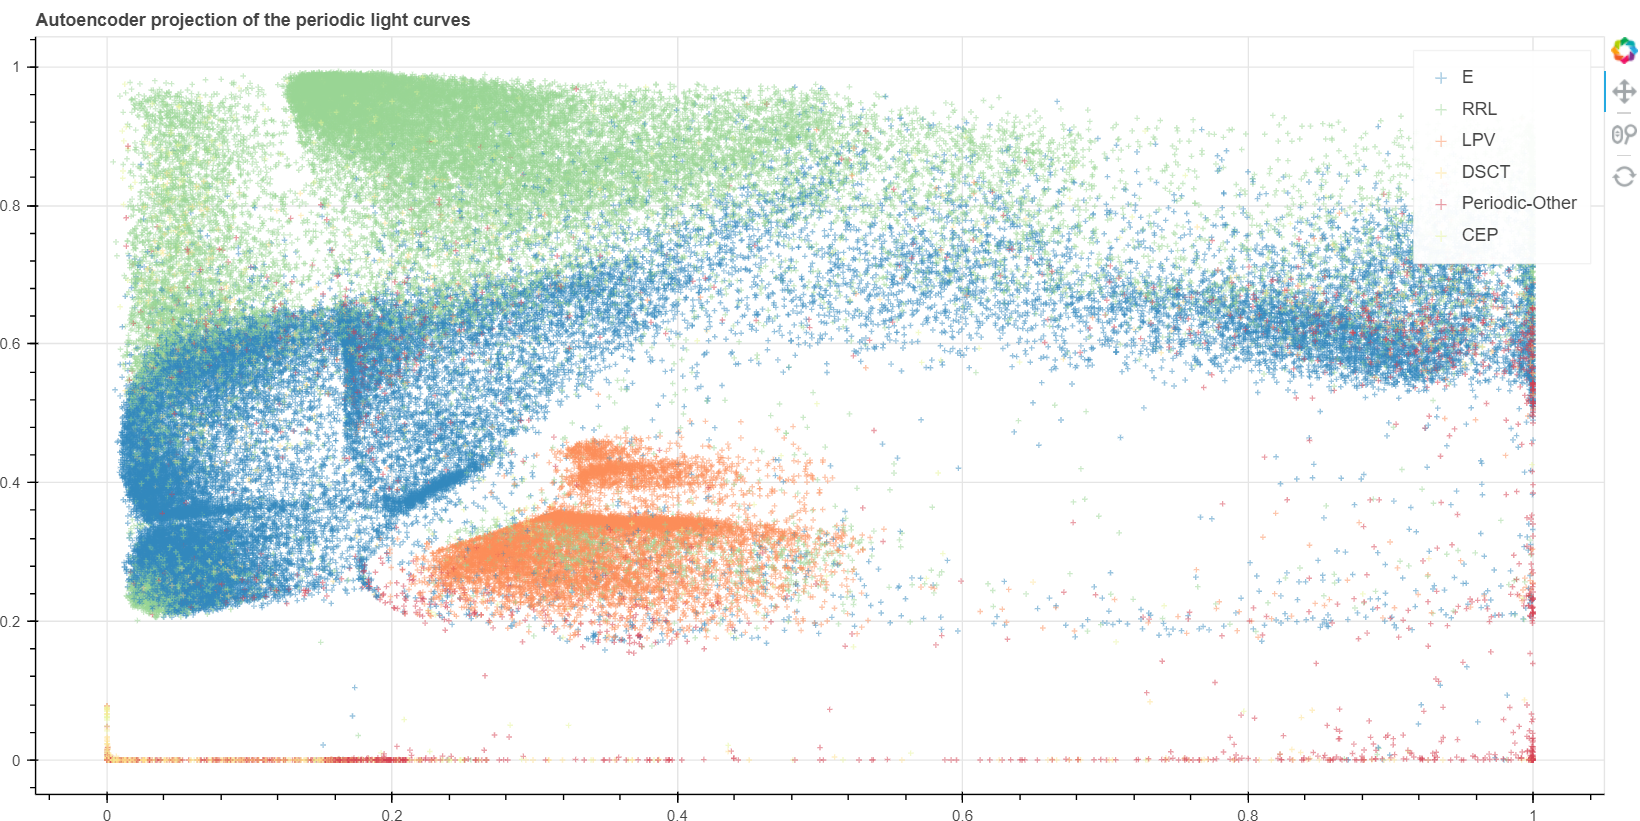 Autoencoder projection of the periodic light curves
1
0.8
0.6
0.4
0.2
0
E
RRL
LPV
DSCT
Periodic-Other
CEP
0
0.2
0.4
0.6
0.8
1